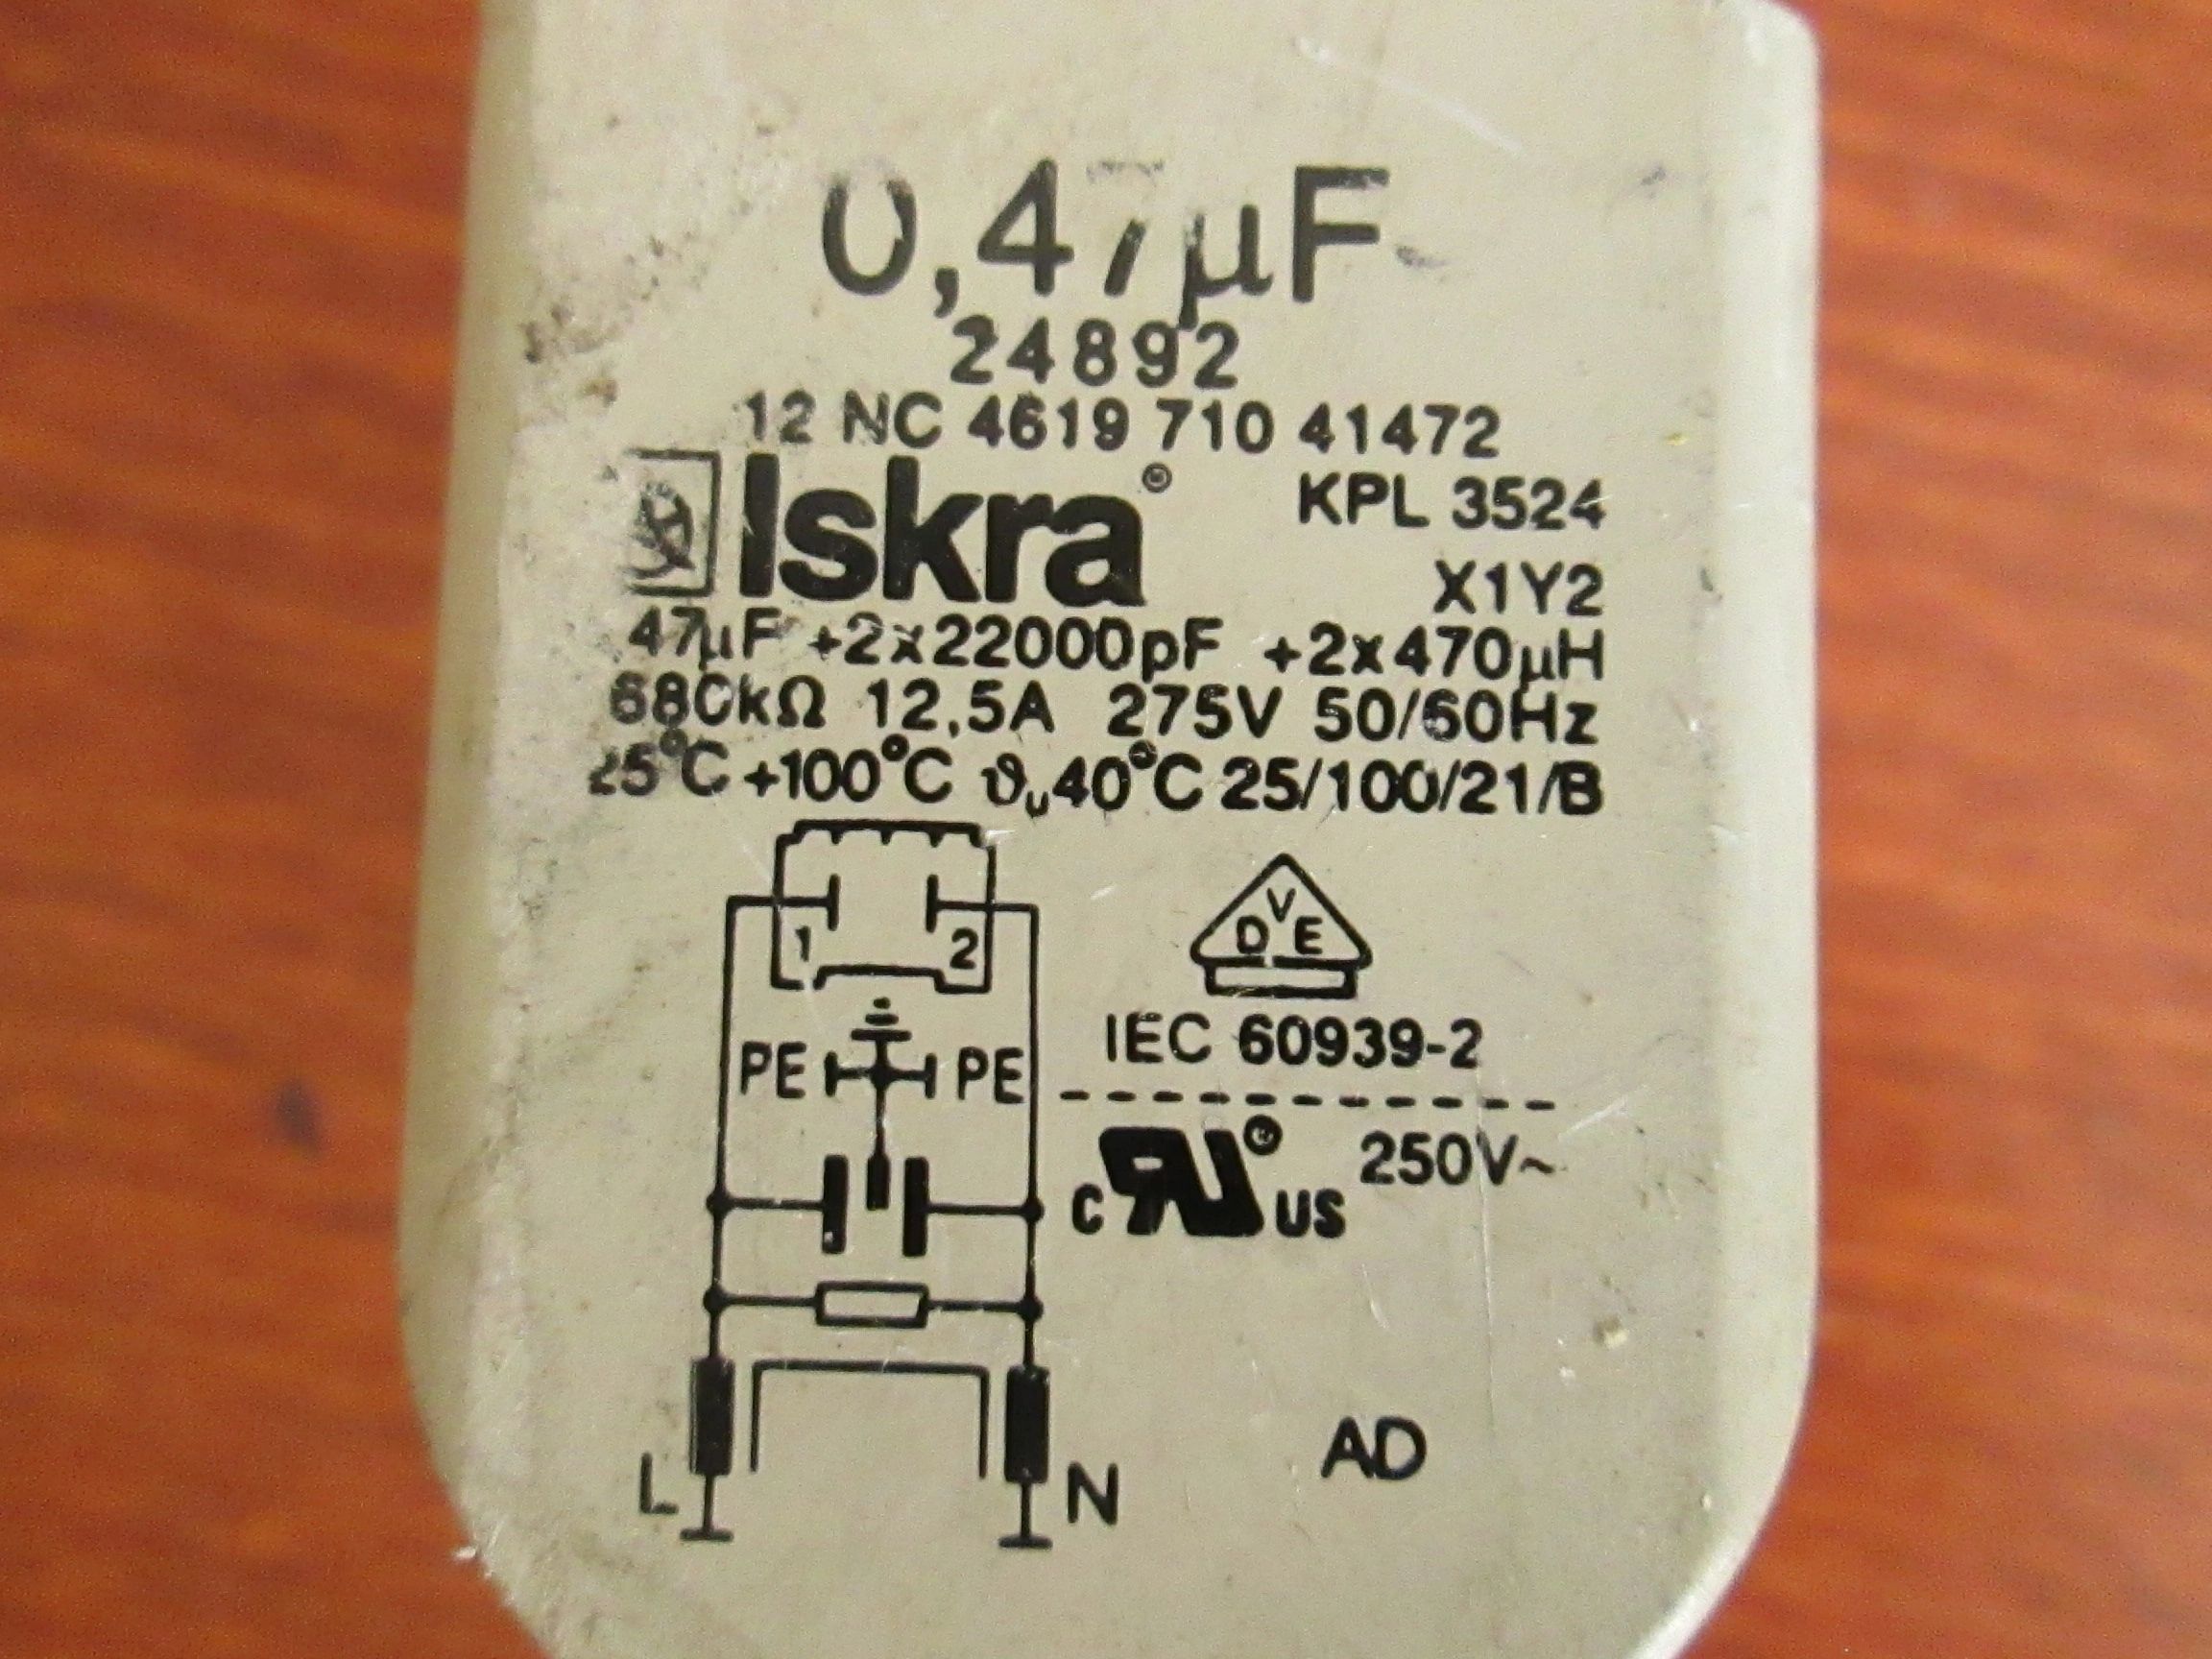 0,47µF
24892
12 NC 4619 710 41472
Iskra® KPL 3524
X1Y2
47µF +2x22000pF +2x470µH
680kΩ 12,5A 275V 50/60Hz
25°C +100°C ϑu 40°C 25/100/21/B
1 2
DVE
PE PE
IEC 60939-2
c RU® US 250V~
L N
AD